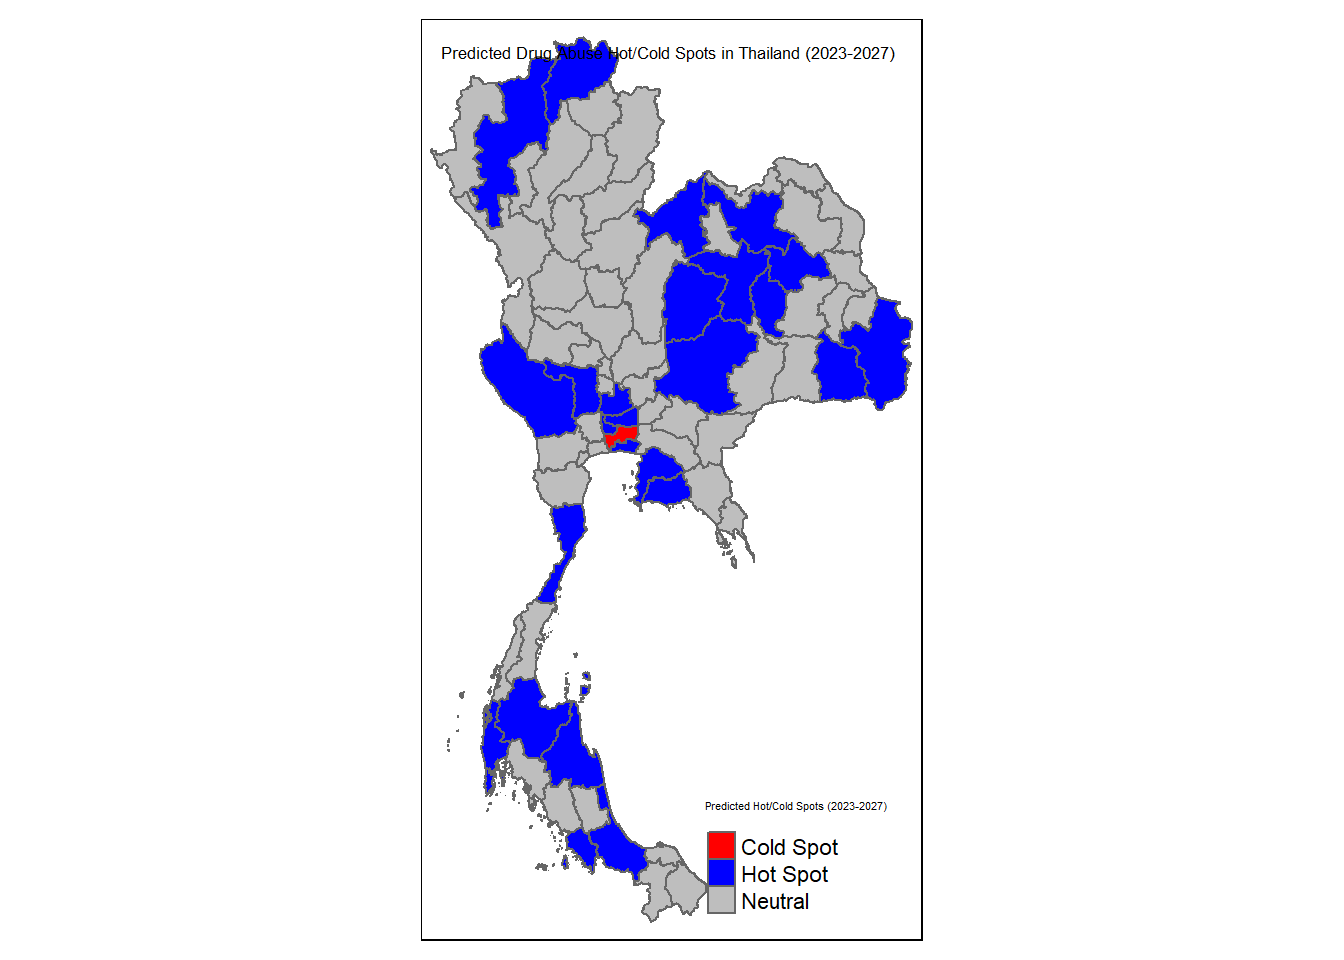 Predicted Drug Abuse Hot/Cold Spots in Thailand (2023-2027)
Predicted Hot/Cold Spots (2023-2027)
Cold Spot
Hot Spot
Neutral